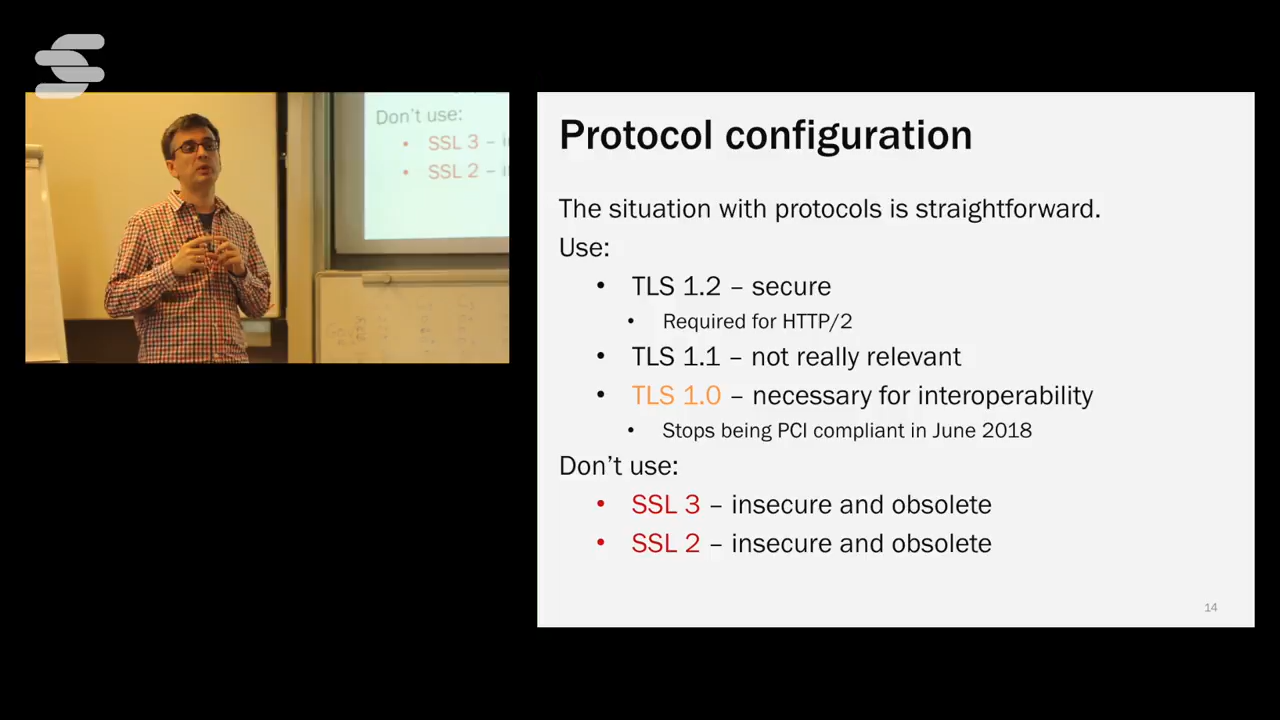 Don't use:
• SSL 3 –
• SSL 2 –
Protocol configuration
The situation with protocols is straightforward.
Use:
• TLS 1.2 – secure
• Required for HTTP/2
• TLS 1.1 – not really relevant
• TLS 1.0 – necessary for interoperability
• Stops being PCI compliant in June 2018
Don't use:
• SSL 3 – insecure and obsolete
• SSL 2 – insecure and obsolete
14